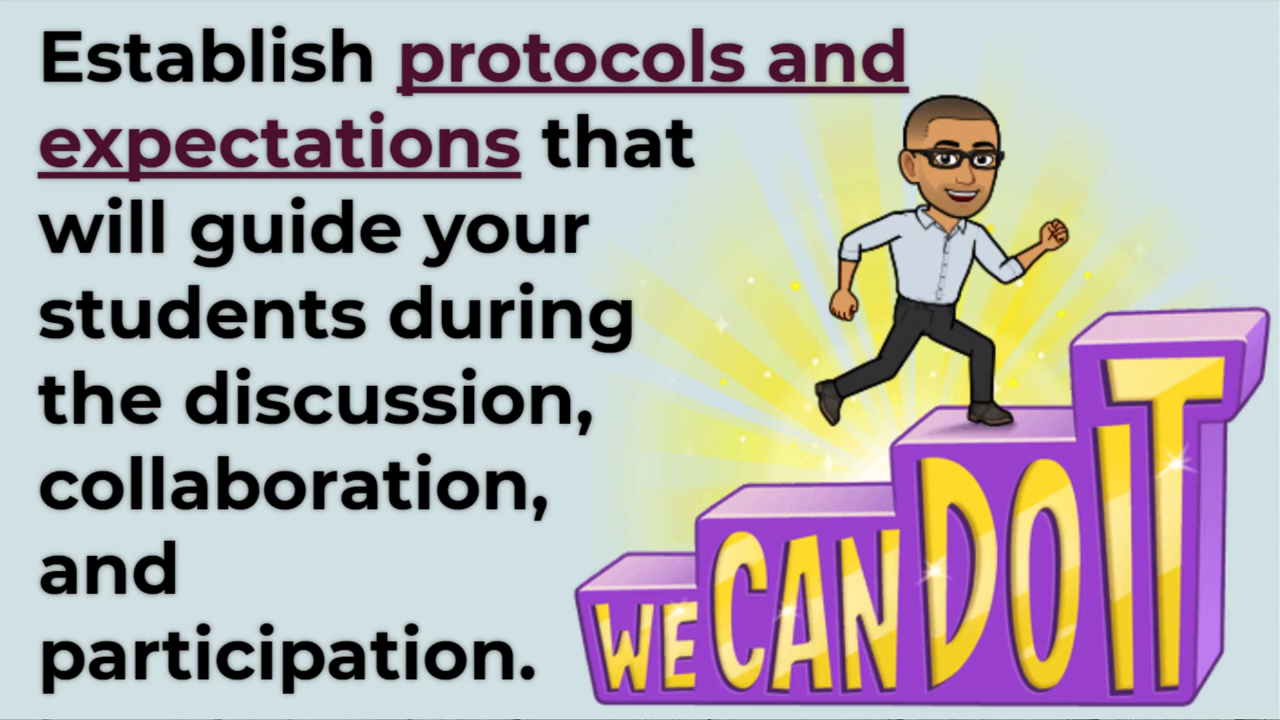 Establish protocols and
expectations that
will guide your
students during
the discussion,
collaboration,
and
participation.
WE CAN DO IT